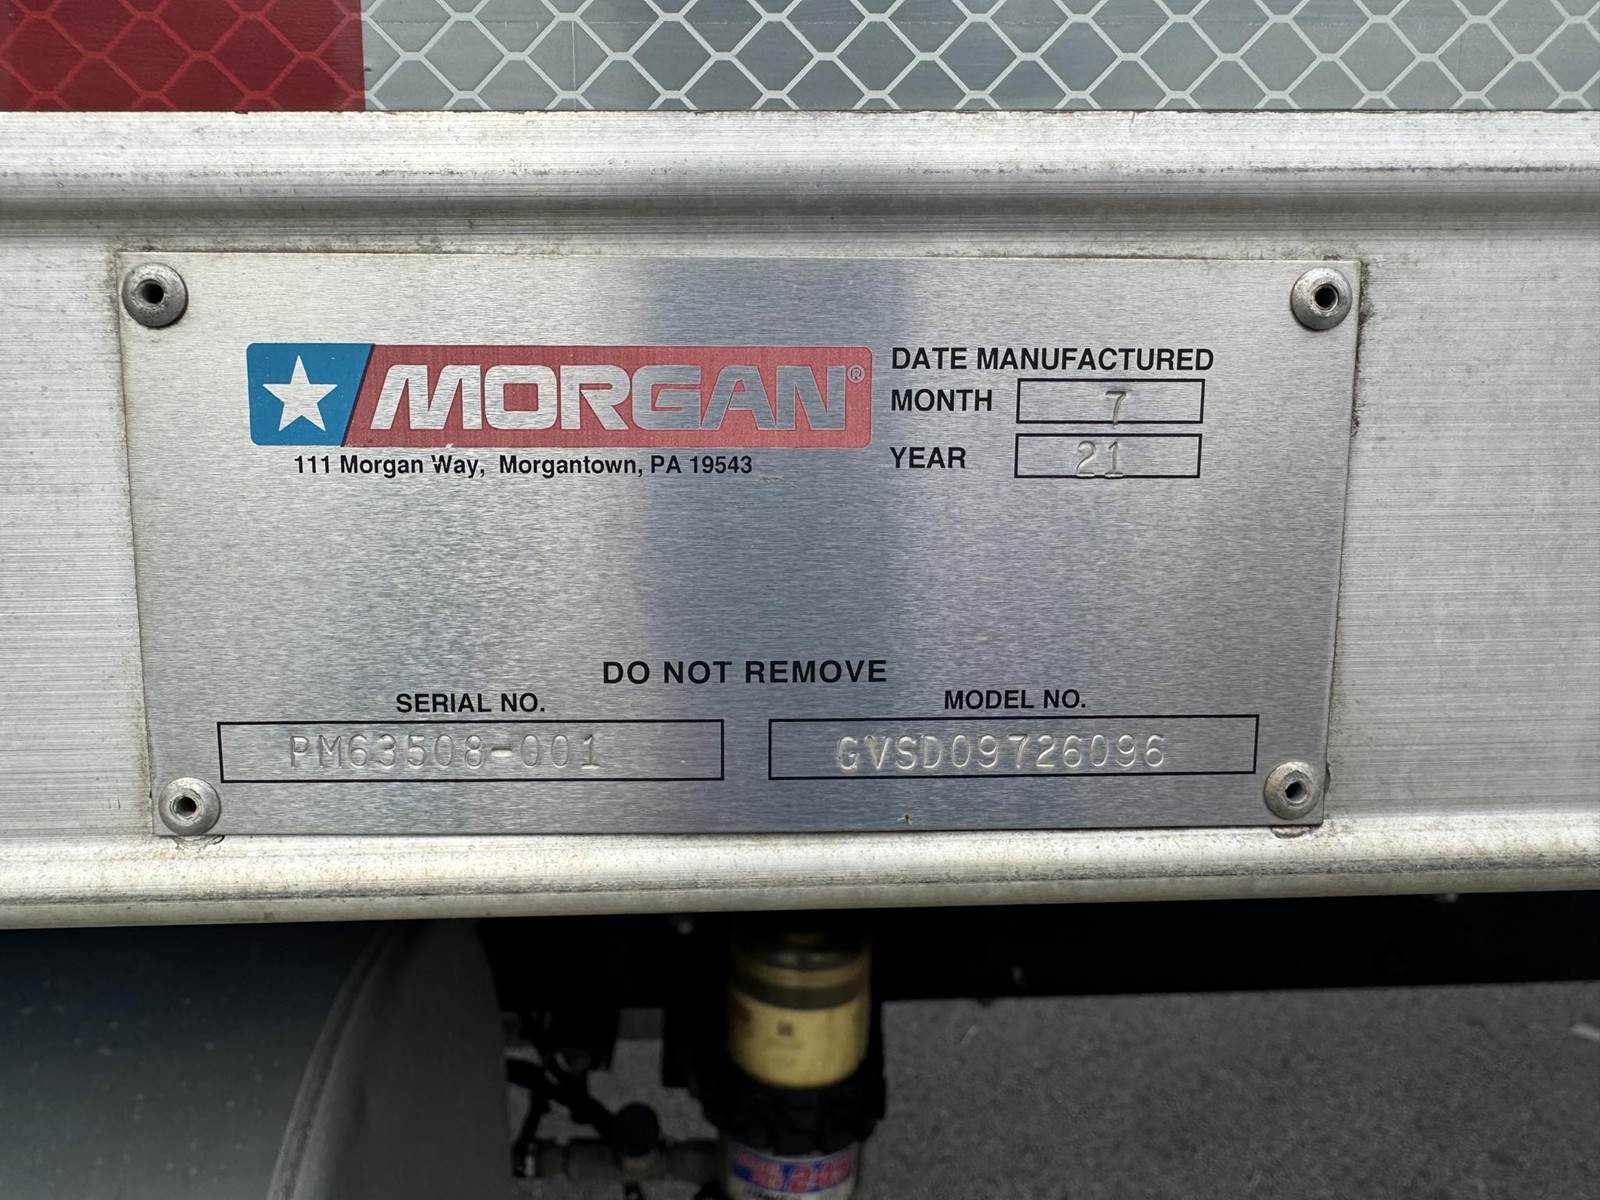 MORGAN®
111 Morgan Way, Morgantown, PA 19543
DATE MANUFACTURED
MONTH 7
YEAR 21
DO NOT REMOVE
SERIAL NO.
PM63508-001
MODEL NO.
GVSD09726096